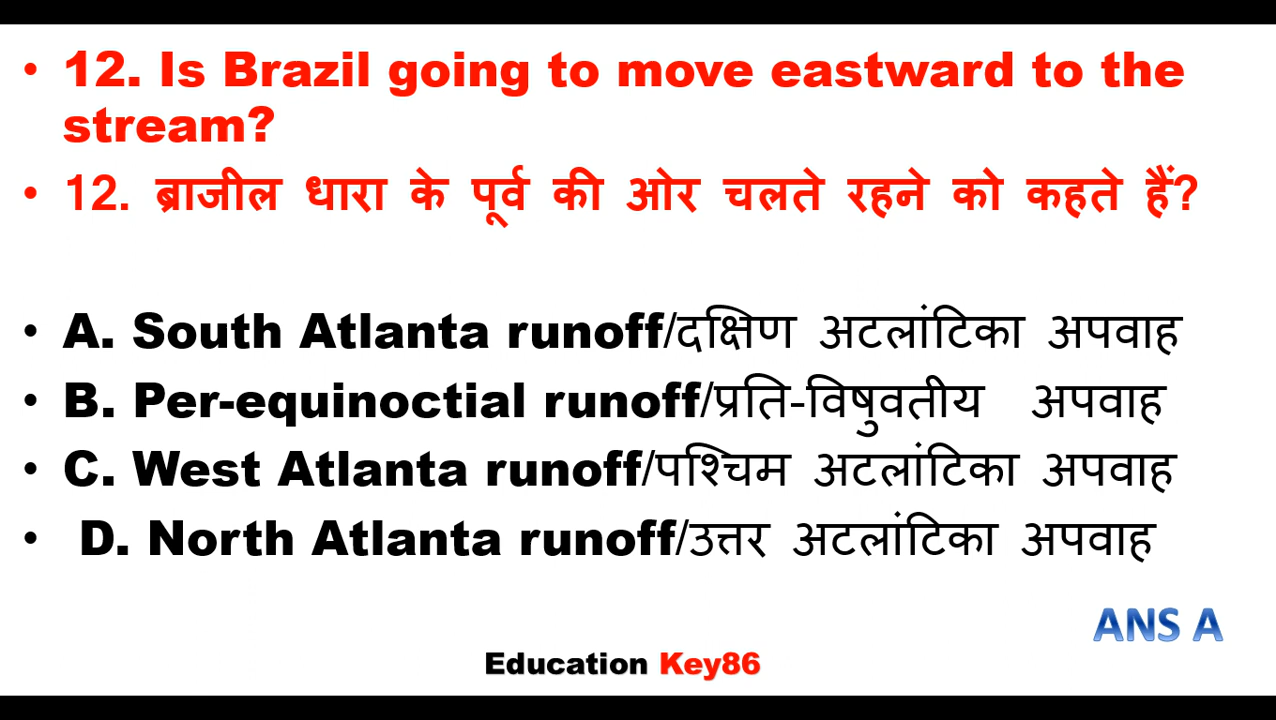 • 12. Is Brazil going to move eastward to the
stream?
• 12. ब्राजील धारा के पूर्व की ओर चलते रहने को कहते हैं?
• A. South Atlanta runoff/दक्षिण अटलांटिका अपवाह
• B. Per-equinoctial runoff/प्रति-विषुवतीय अपवाह
• C. West Atlanta runoff/पश्चिम अटलांटिका अपवाह
• D. North Atlanta runoff/उत्तर अटलांटिका अपवाह
ANS A
Education Key86